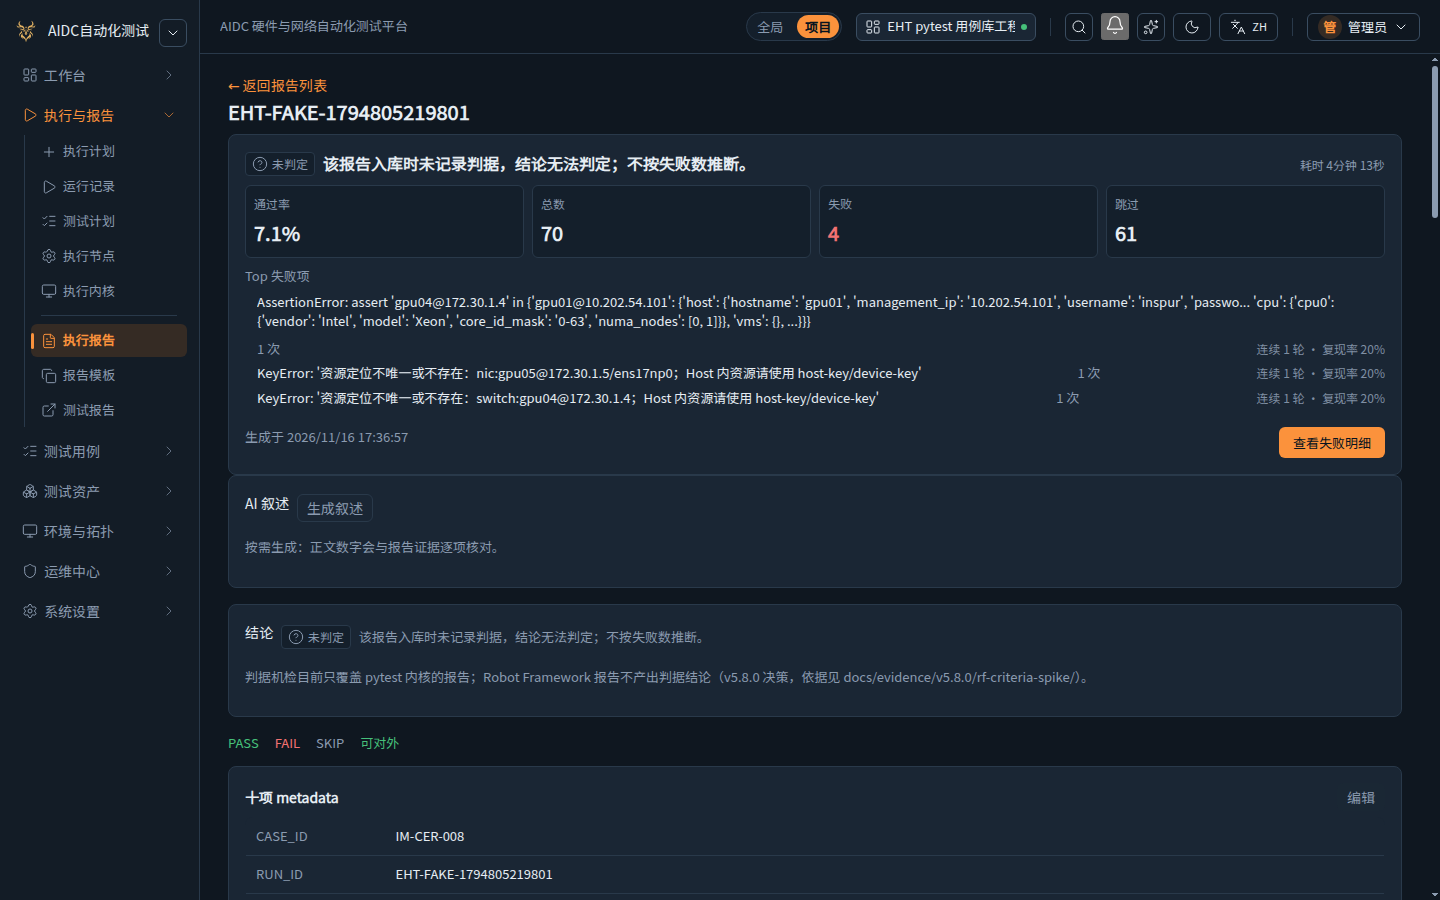 AIDC自动化测试
AIDC 硬件与网络自动化测试平台
全局
项目
EHT pytest 用例库工程
ZH
管
管理员
工作台
执行与报告
执行计划
运行记录
测试计划
执行节点
执行内核
执行报告
报告模板
测试报告
测试用例
测试资产
环境与拓扑
运维中心
系统设置
← 返回报告列表
EHT-FAKE-1794805219801
未判定
该报告入库时未记录判据，结论无法判定；不按失败数推断。
耗时 4分钟 13秒
通过率
7.1%
总数
70
失败
4
跳过
61
Top 失败项
AssertionError: assert 'gpu04@172.30.1.4' in {'gpu01@10.202.54.101': {'host': {'hostname': 'gpu01', 'management_ip': '10.202.54.101', 'username': 'inspur', 'passwo... 'cpu': {'cpu0':
{'vendor': 'Intel', 'model': 'Xeon', 'core_id_mask': '0-63', 'numa_nodes': [0, 1]}}, 'vms': {}, ...}}}
1 次
连续 1 轮 · 复现率 20%
KeyError: '资源定位不唯一或不存在：nic:gpu05@172.30.1.5/ens17np0；Host 内资源请使用 host-key/device-key'
1 次
连续 1 轮 · 复现率 20%
KeyError: '资源定位不唯一或不存在：switch:gpu04@172.30.1.4；Host 内资源请使用 host-key/device-key'
1 次
连续 1 轮 · 复现率 20%
生成于 2026/11/16 17:36:57
查看失败明细
AI 叙述
生成叙述
按需生成：正文数字会与报告证据逐项核对。
结论
未判定
该报告入库时未记录判据，结论无法判定；不按失败数推断。
判据机检目前只覆盖 pytest 内核的报告；Robot Framework 报告不产出判据结论（v5.8.0 决策，依据见 docs/evidence/v5.8.0/rf-criteria-spike/）。
PASS
FAIL
SKIP
可对外
十项 metadata
编辑
CASE_ID
IM-CER-008
RUN_ID
EHT-FAKE-1794805219801